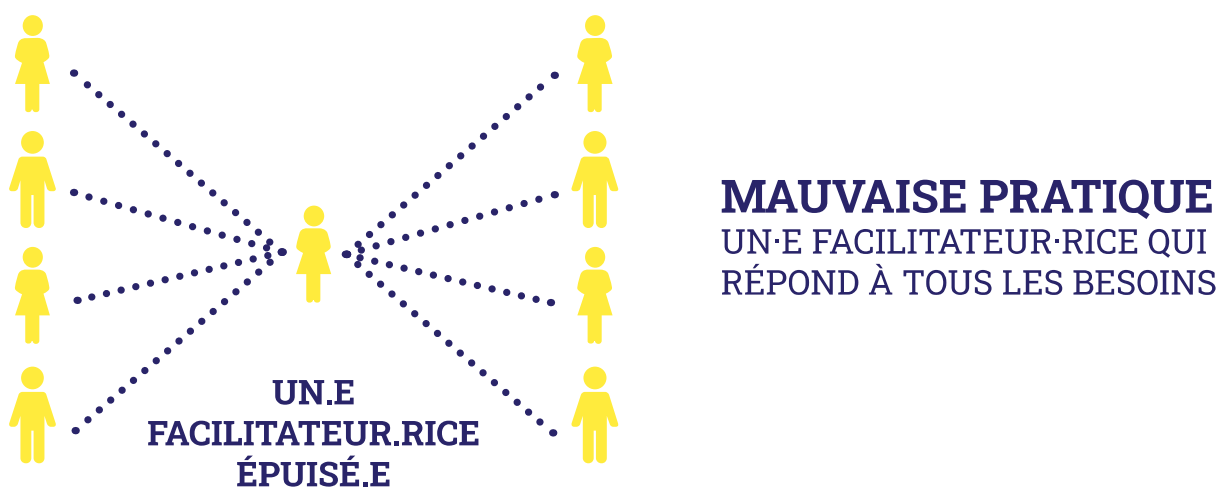 UN.E
FACILITATEUR.RICE
ÉPUISÉ.E
MAUVAISE PRATIQUE
UN·E FACILITATEUR·RICE QUI
RÉPOND À TOUS LES BESOINS